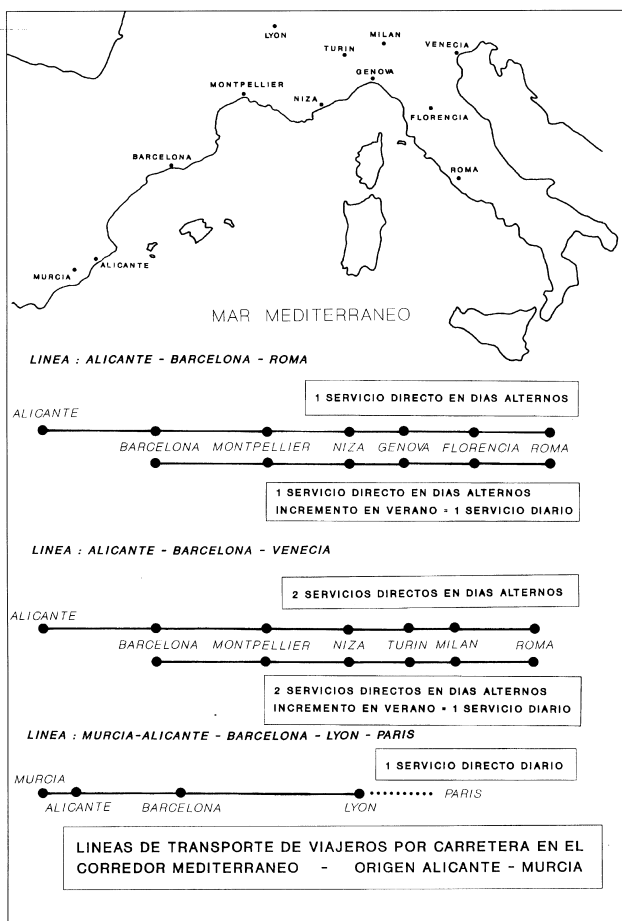 LYON
MILAN
TURIN
VENECIA
GENOVA
MONTPELLIER
NIZA
FLORENCIA
BARCELONA
ROMA
ALICANTE
MURCIA
MAR MEDITERRANEO
LINEA : ALICANTE - BARCELONA - ROMA
1 SERVICIO DIRECTO EN DIAS ALTERNOS
ALICANTE
BARCELONA MONTPELLIER NIZA GENOVA FLORENCIA ROMA
1 SERVICIO DIRECTO EN DIAS ALTERNOS
INCREMENTO EN VERANO = 1 SERVICIO DIARIO
LINEA : ALICANTE - BARCELONA - VENECIA
2 SERVICIOS DIRECTOS EN DIAS ALTERNOS
ALICANTE
BARCELONA MONTPELLIER NIZA TURIN MILAN ROMA
2 SERVICIOS DIRECTOS EN DIAS ALTERNOS
INCREMENTO EN VERANO = 1 SERVICIO DIARIO
LINEA : MURCIA-ALICANTE - BARCELONA - LYON - PARIS
1 SERVICIO DIRECTO DIARIO
MURCIA
PARIS
ALICANTE BARCELONA LYON
LINEAS DE TRANSPORTE DE VIAJEROS POR CARRETERA EN EL
CORREDOR MEDITERRANEO - ORIGEN ALICANTE - MURCIA